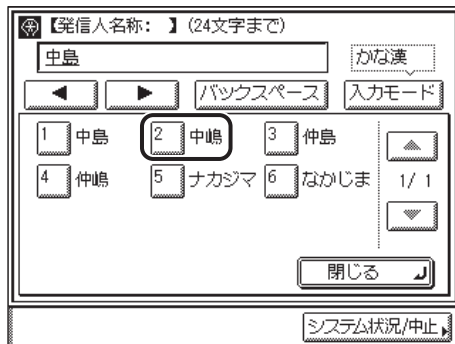 【発信人名称: 】(24文字まで)
中島
かな漢
◀ ▶ バックスペース 入力モード
1 中島 2 中嶋 3 仲島
4 仲嶋 5 ナカジマ 6 なかじま
1/ 1
閉じる
システム状況/中止